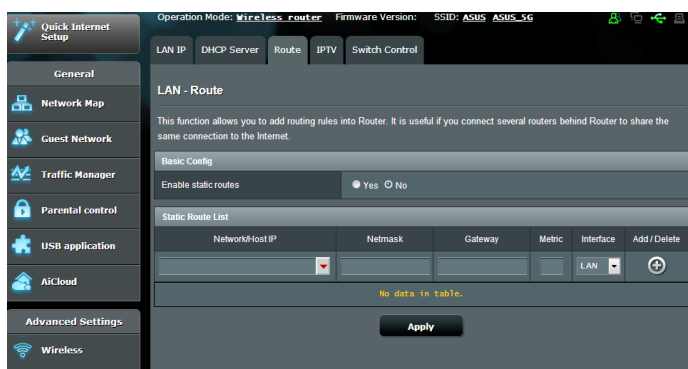 Operation Mode: Wireless router Firmware Version: SSID: ASUS ASUS_5G
Quick Internet
Setup
General
Network Map
Guest Network
Traffic Manager
Parental control
USB application
AiCloud
Advanced Settings
Wireless
LAN IP DHCP Server Route IPTV Switch Control
LAN - Route
This function allows you to add routing rules into Router. It is useful if you connect several routers behind Router to share the
same connection to the Internet.
Basic Config
Enable static routes Yes No
Static Route List
Network/Host IP Netmask Gateway Metric Interface Add / Delete
LAN
No data in table.
Apply